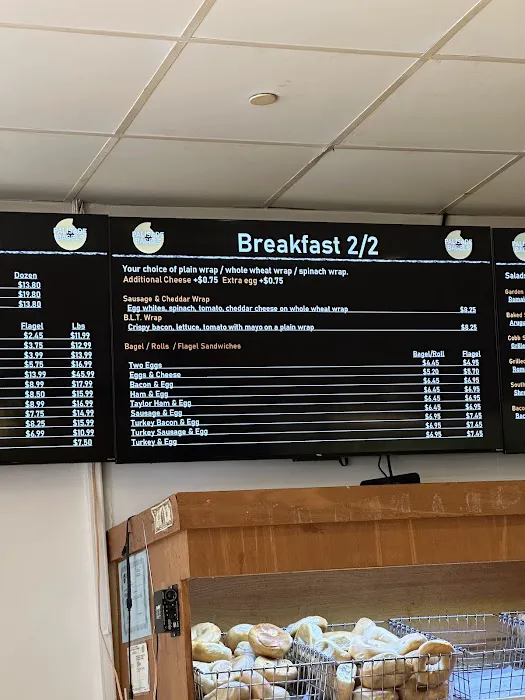 Dozen
$13.80
$19.80
$13.80
Flagel Lbs
$2.45 $11.99
$3.75 $12.99
$3.99 $13.99
$5.75 $16.99
$13.99 $45.99
$8.99 $17.99
$8.50 $15.99
$8.99 $16.99
$7.75 $14.99
$8.25 $15.99
$6.99 $10.99
$7.50
Breakfast 2/2
Your choice of plain wrap / whole wheat wrap / spinach wrap.
Additional Cheese +$0.75 Extra egg +$0.75
Sausage & Cheddar Wrap
Egg whites, spinach, tomato, cheddar cheese on whole wheat wrap $8.25
B.L.T. Wrap
Crispy bacon, lettuce, tomato with mayo on a plain wrap $8.25
Bagel / Rolls / Flagel Sandwiches
Bagel/Roll Flagel
Two Eggs $4.45 $4.95
Eggs & Cheese $5.20 $5.70
Bacon & Egg $6.45 $6.95
Ham & Egg $6.45 $6.95
Taylor Ham & Egg $6.45 $6.95
Sausage & Egg $6.45 $6.95
Turkey Bacon & Egg $6.95 $7.45
Turkey Sausage & Egg $6.95 $7.45
Turkey & Egg $6.95 $7.45
Salads
Garden
Baked
Cobb S